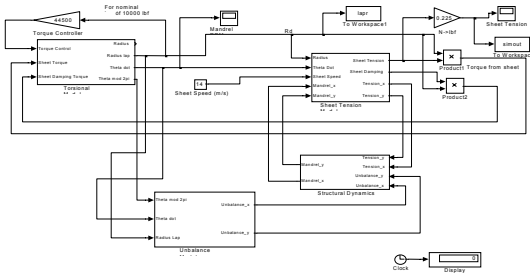 For nominal
of 10000 lbf
44500
Torque Controller
Torque Control
Sheet Torque
Sheet Damping Torque
Radius
Radius lap
Theta dot
Theta mod 2pi
Torsional
Mandrel
Rd
lapr
To Workspace1
0.225
N->lbf
Sheet Tension
simout
To Workspace
Product1
Torque from sheet
Product2
14
Sheet Speed (m/s)
Radius
Theta Dot
Sheet Speed
Mandrel_x
Mandrel_y
Sheet Tension
Sheet Damping
Tension_x
Tension_y
Sheet Tension
Mandrel_y
Mandrel_x
Tension_y
Tension_x
Unbalance_y
Unbalance_x
Structural Dynamics
Theta mod 2pi
Theta dot
Radius Lap
Unbalance_x
Unbalance_y
Unbalance
Clock
0
Display